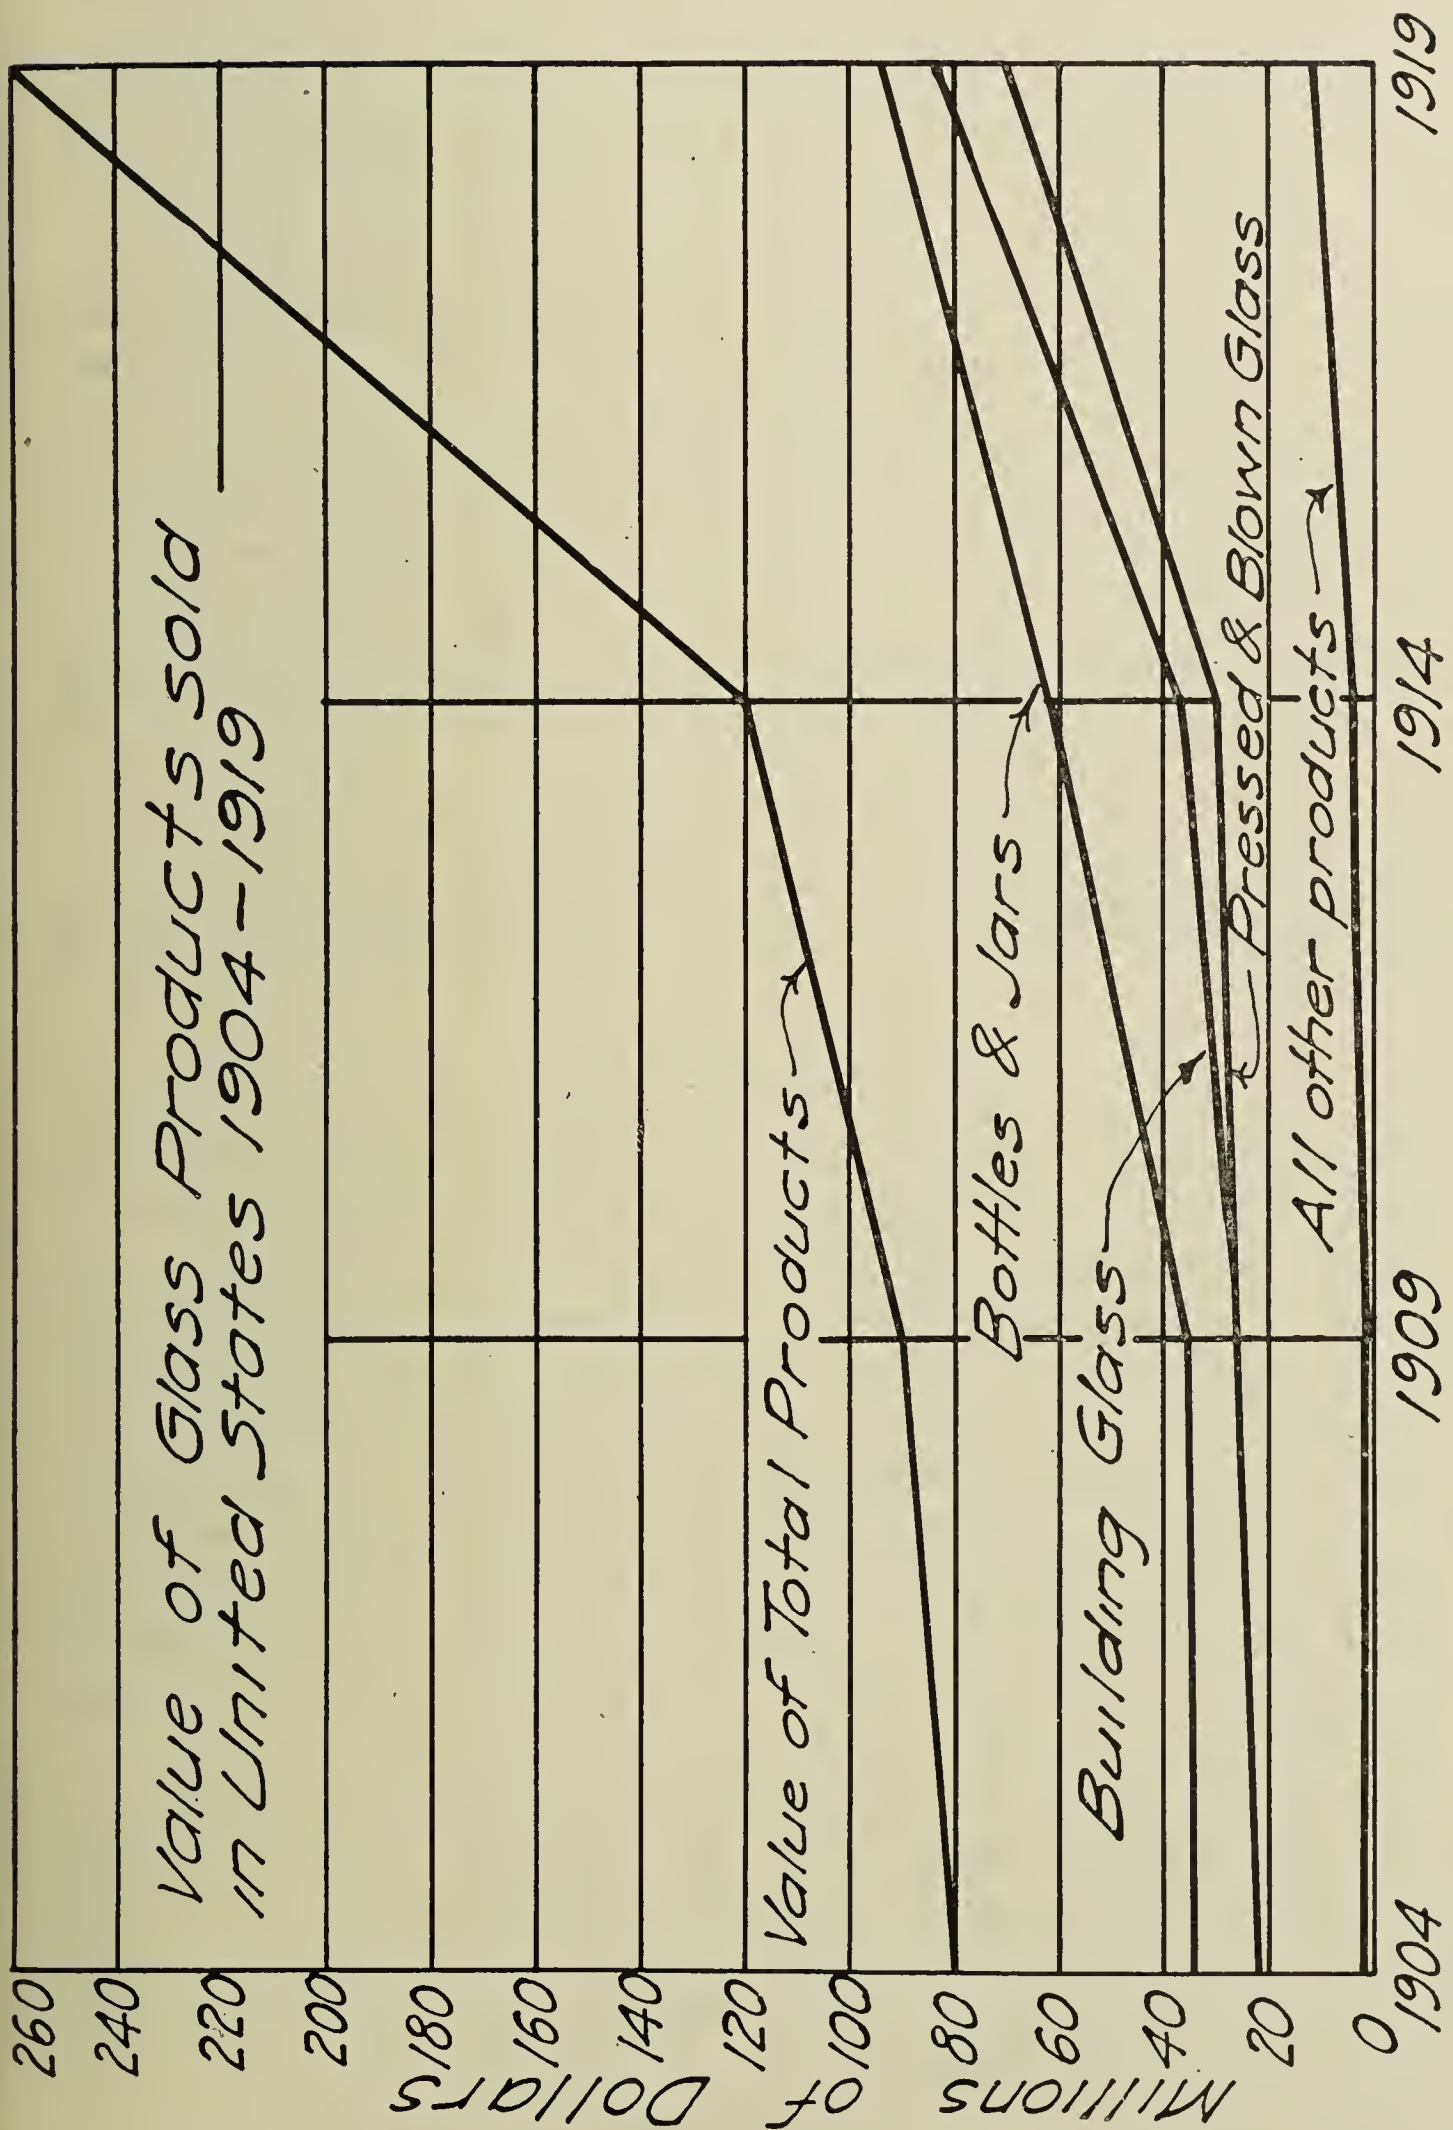 Value of Glass Products sold
in United States 1904-1919
260
240
220
200
180
160
140
120
100
80
60
40
20
0
Millions of Dollars
Value of Total Products
Bottles & Jars
Building Glass
Pressed & Blown Glass
All other products
1904
1909
1914
1919